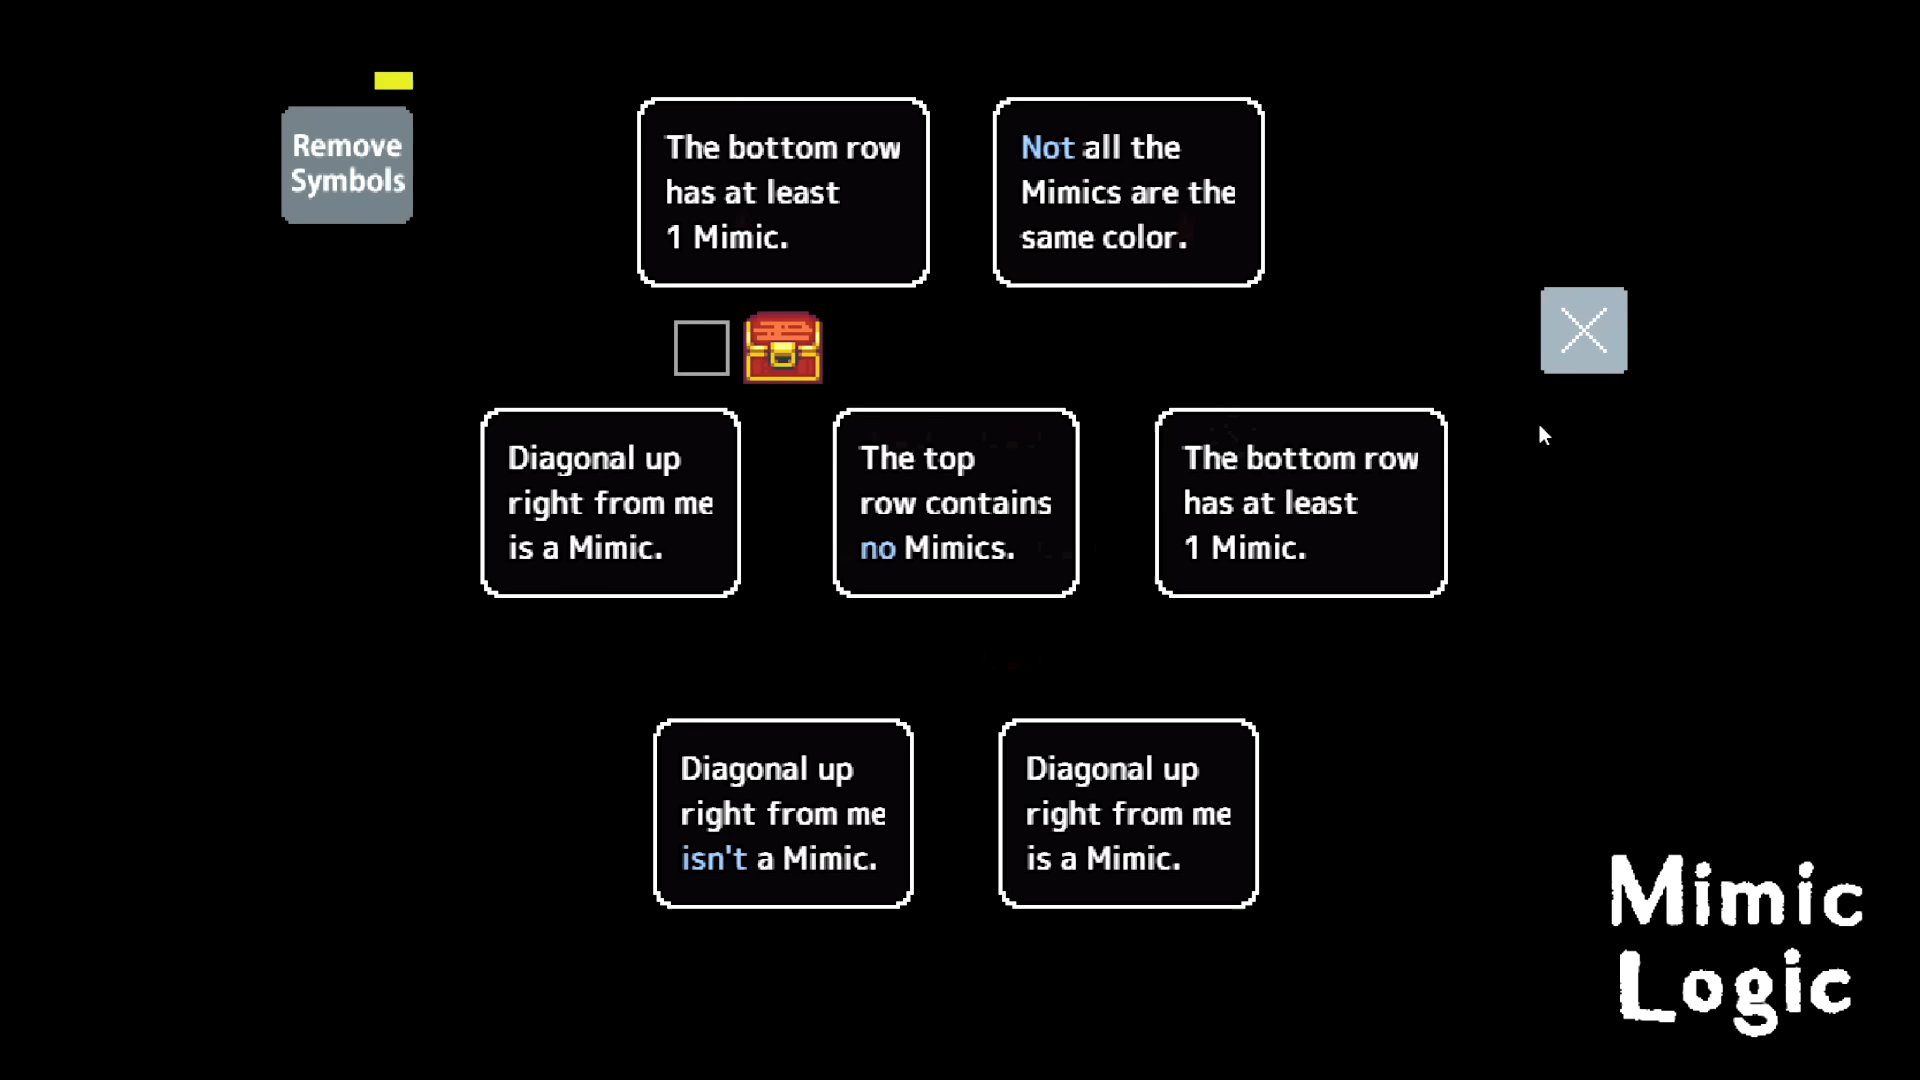 Remove
Symbols
The bottom row
has at least
1 Mimic.
Not all the
Mimics are the
same color.
Diagonal up
right from me
is a Mimic.
The top
row contains
no Mimics.
The bottom row
has at least
1 Mimic.
Diagonal up
right from me
isn't a Mimic.
Diagonal up
right from me
is a Mimic.
Mimic
Logic